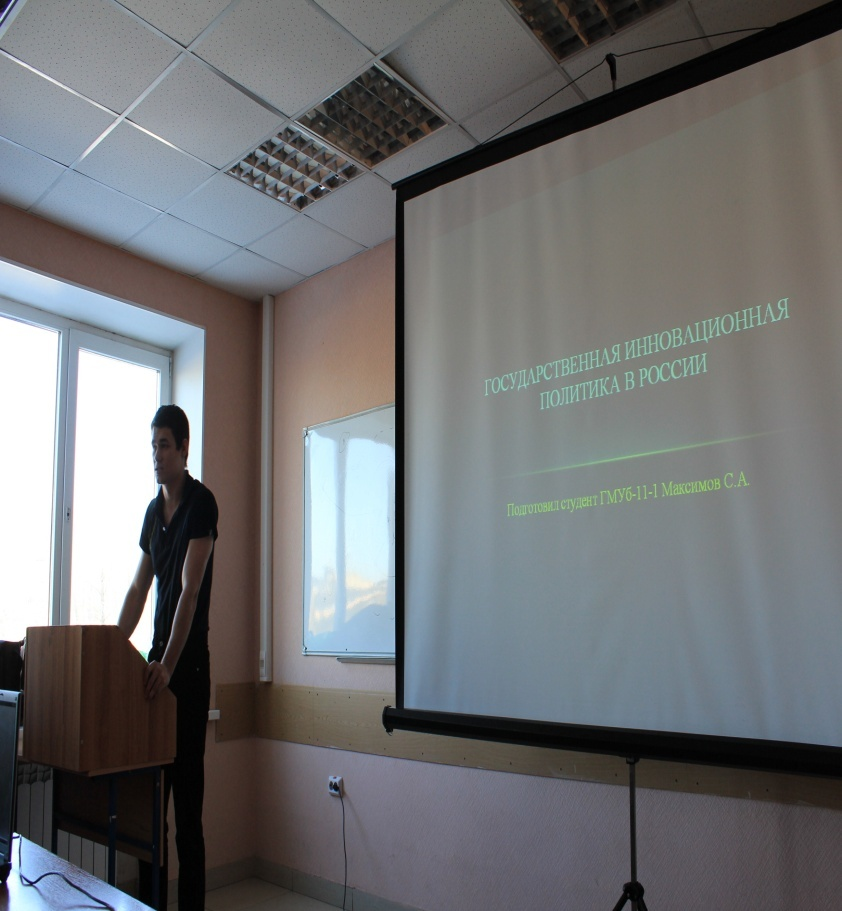 ГОСУДАРСТВЕННАЯ ИННОВАЦИОННАЯ
ПОЛИТИКА В РОССИИ
Подготовил студент ГМУб-11-1 Максимов С.А.